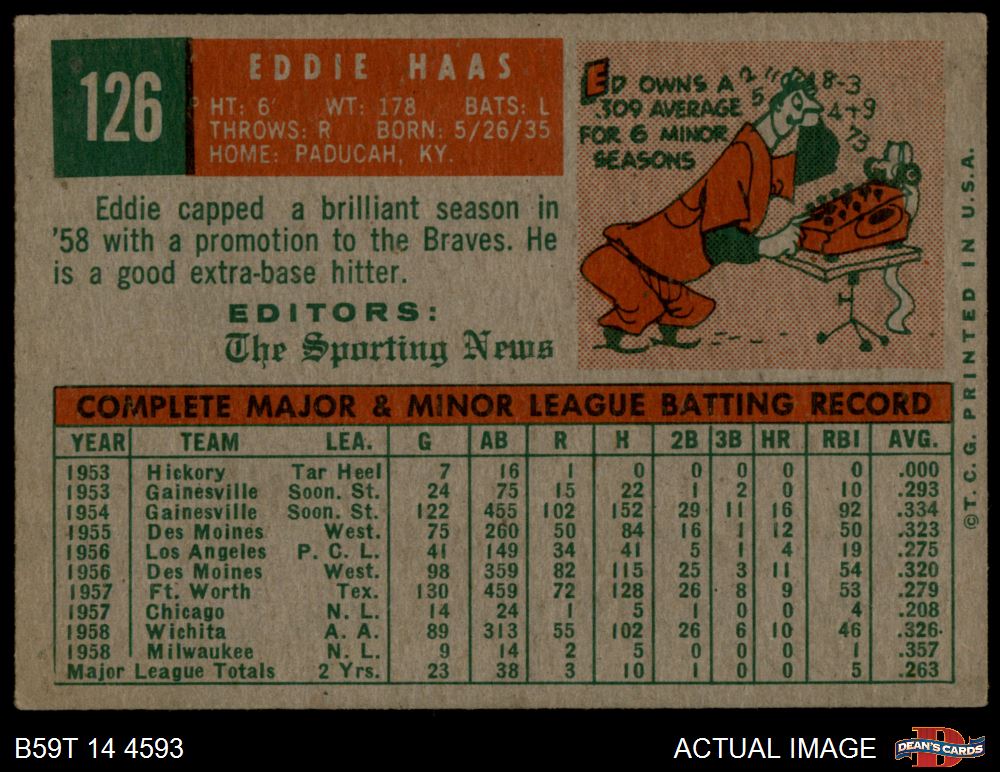 126
EDDIE HAAS
HT: 6' WT: 178 BATS: L
THROWS: R BORN: 5/26/35
HOME: PADUCAH, KY.
Eddie capped a brilliant season in
'58 with a promotion to the Braves. He
is a good extra-base hitter.
EDITORS:
The Sporting News
ED OWNS A
.309 AVERAGE
FOR 6 MINOR
SEASONS
2 11 8-3
5 4+9
73
COMPLETE MAJOR & MINOR LEAGUE BATTING RECORD
YEAR TEAM LEA. G AB R H 2B 3B HR RBI AVG.
1953 Hickory Tar Heel 7 16 1 0 0 0 0 0 .000
1953 Gainesville Soon. St. 24 75 15 22 1 2 0 10 .293
1954 Gainesville Soon. St. 122 455 102 152 29 11 16 92 .334
1955 Des Moines West. 75 260 50 84 16 1 12 50 .323
1956 Los Angeles P. C. L. 41 149 34 41 5 1 4 19 .275
1956 Des Moines West. 98 359 82 115 25 3 11 54 .320
1957 Ft. Worth Tex. 130 459 72 128 26 8 9 53 .279
1957 Chicago N. L. 14 24 1 5 1 0 0 4 .208
1958 Wichita A. A. 89 313 55 102 26 6 10 46 .326
1958 Milwaukee N. L. 9 14 2 5 0 0 0 1 .357
Major League Totals 2 Yrs. 23 38 3 10 1 0 0 5 .263
© T. C. G. PRINTED IN U.S.A.
B59T 14 4593
ACTUAL IMAGE
DEAN'S CARDS